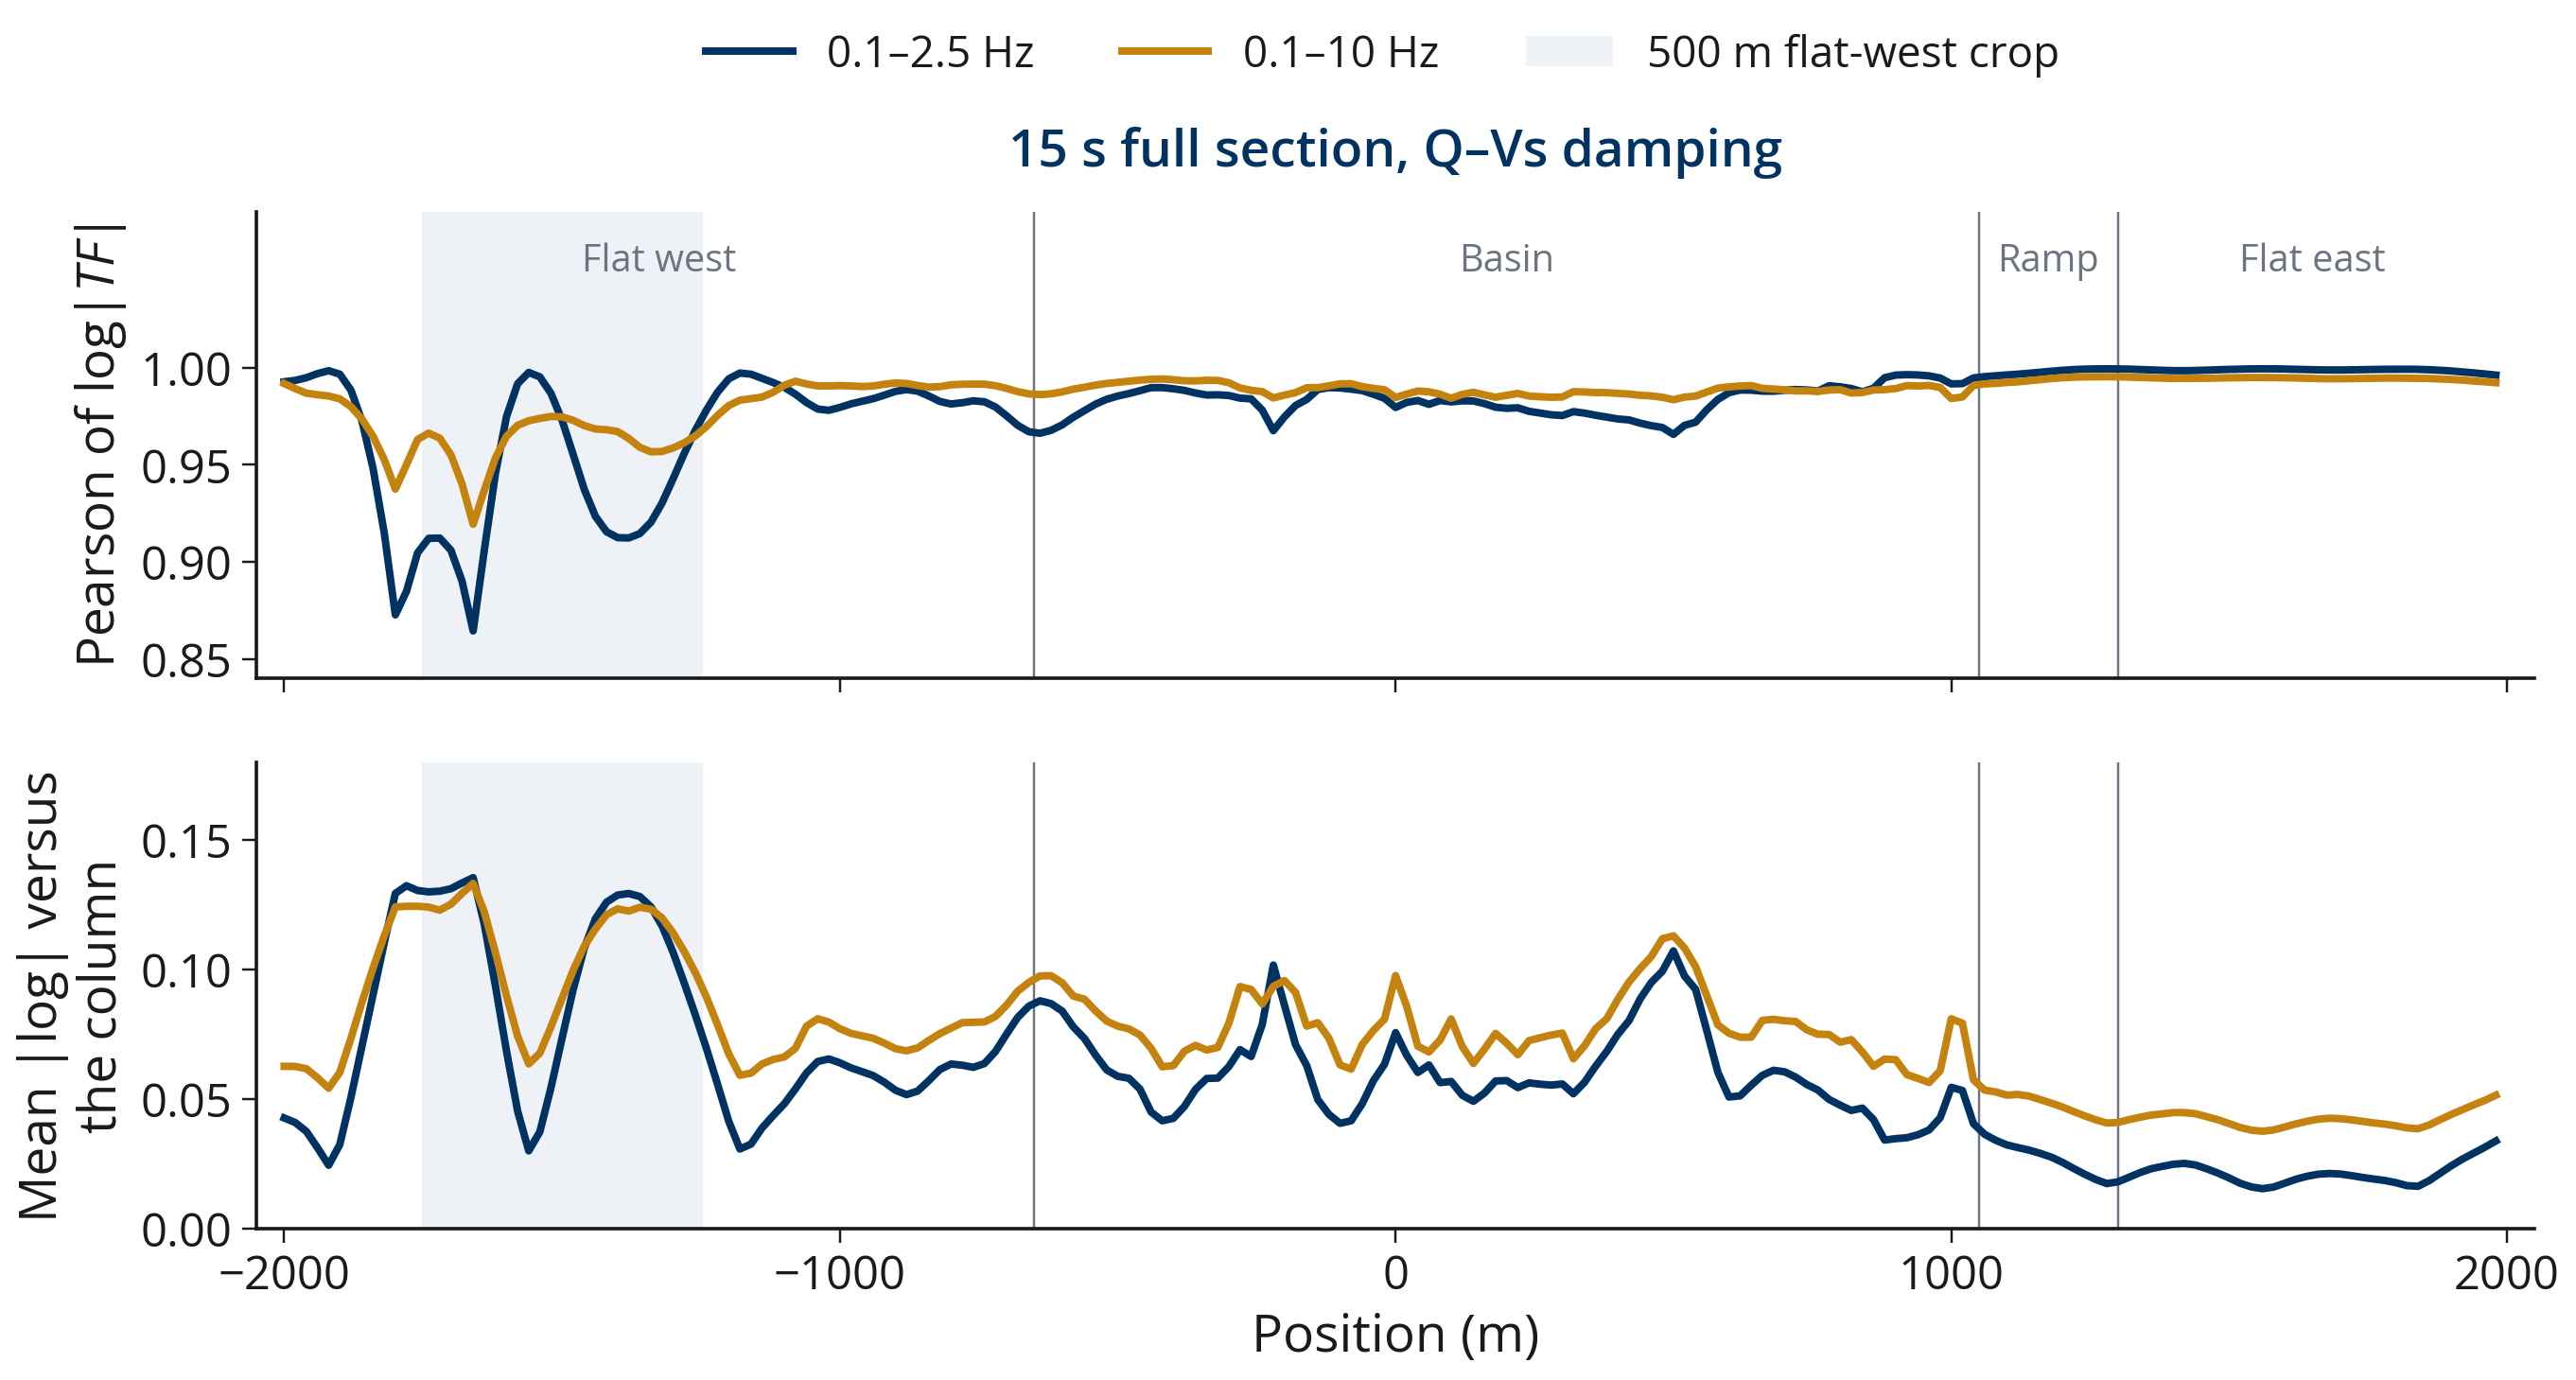 0.1–2.5 Hz
0.1–10 Hz
500 m flat-west crop
15 s full section, Q–Vs damping
Pearson of log|TF|
1.00
0.95
0.90
0.85
Flat west
Basin
Ramp
Flat east
Mean |log| versus
the column
0.15
0.10
0.05
0.00
−2000
−1000
0
1000
2000
Position (m)